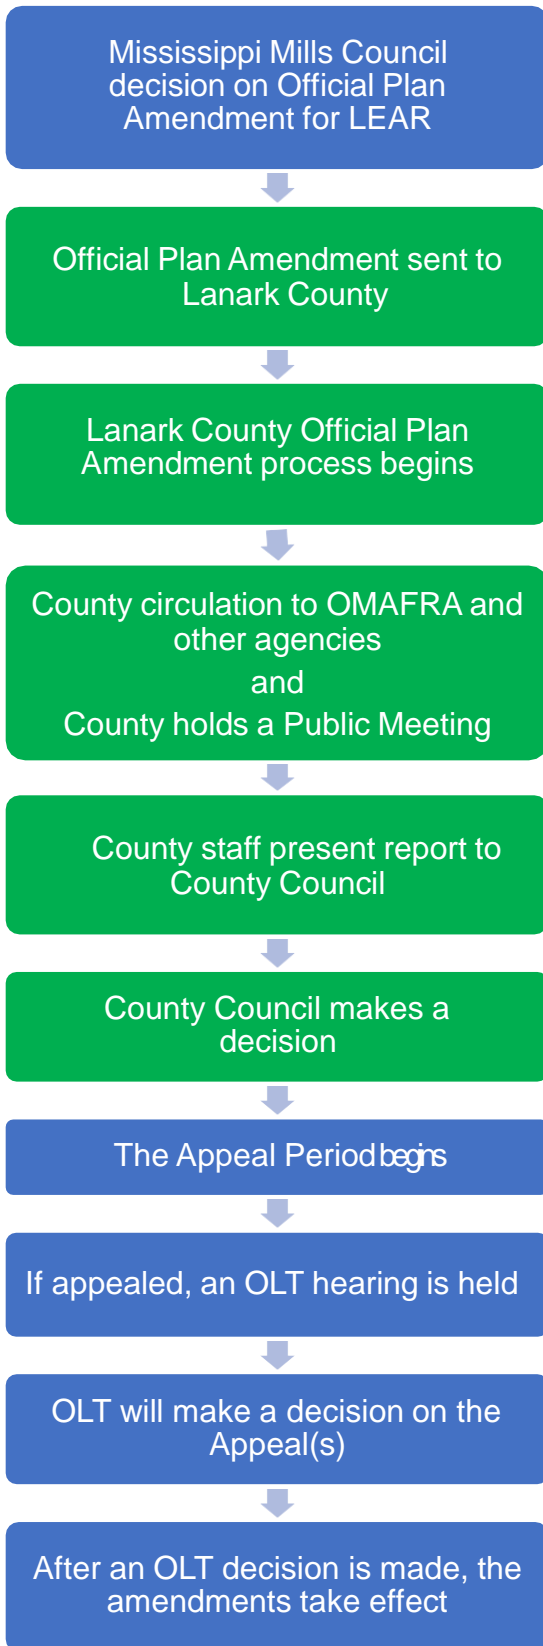 Mississippi Mills Council
decision on Official Plan
Amendment for LEAR
Official Plan Amendment sent to
Lanark County
Lanark County Official Plan
Amendment process begins
County circulation to OMAFRA and
other agencies
and
County holds a Public Meeting
County staff present report to
County Council
County Council makes a
decision
The Appeal Period begins
If appealed, an OLT hearing is held
OLT will make a decision on the
Appeal(s)
After an OLT decision is made, the
amendments take effect